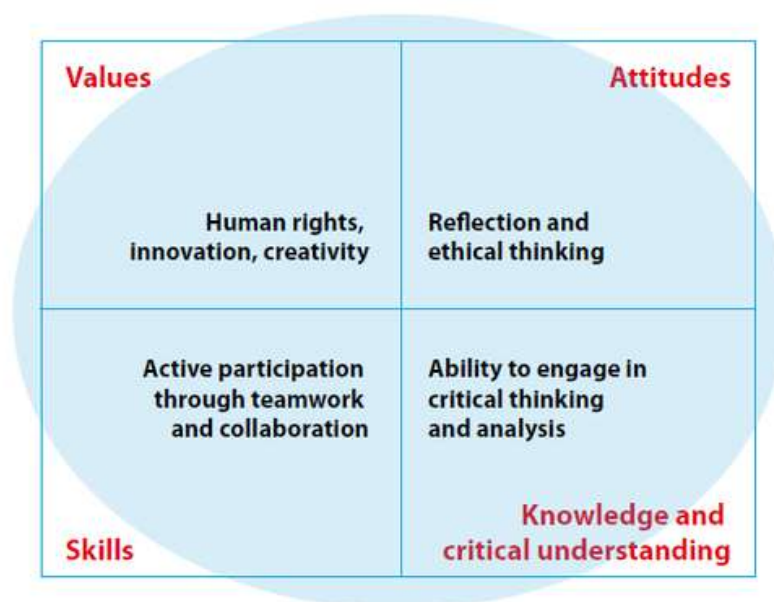 Values
Attitudes
Human rights,
innovation, creativity
Reflection and
ethical thinking
Active participation
through teamwork
and collaboration
Ability to engage in
critical thinking
and analysis
Skills
Knowledge and
critical understanding